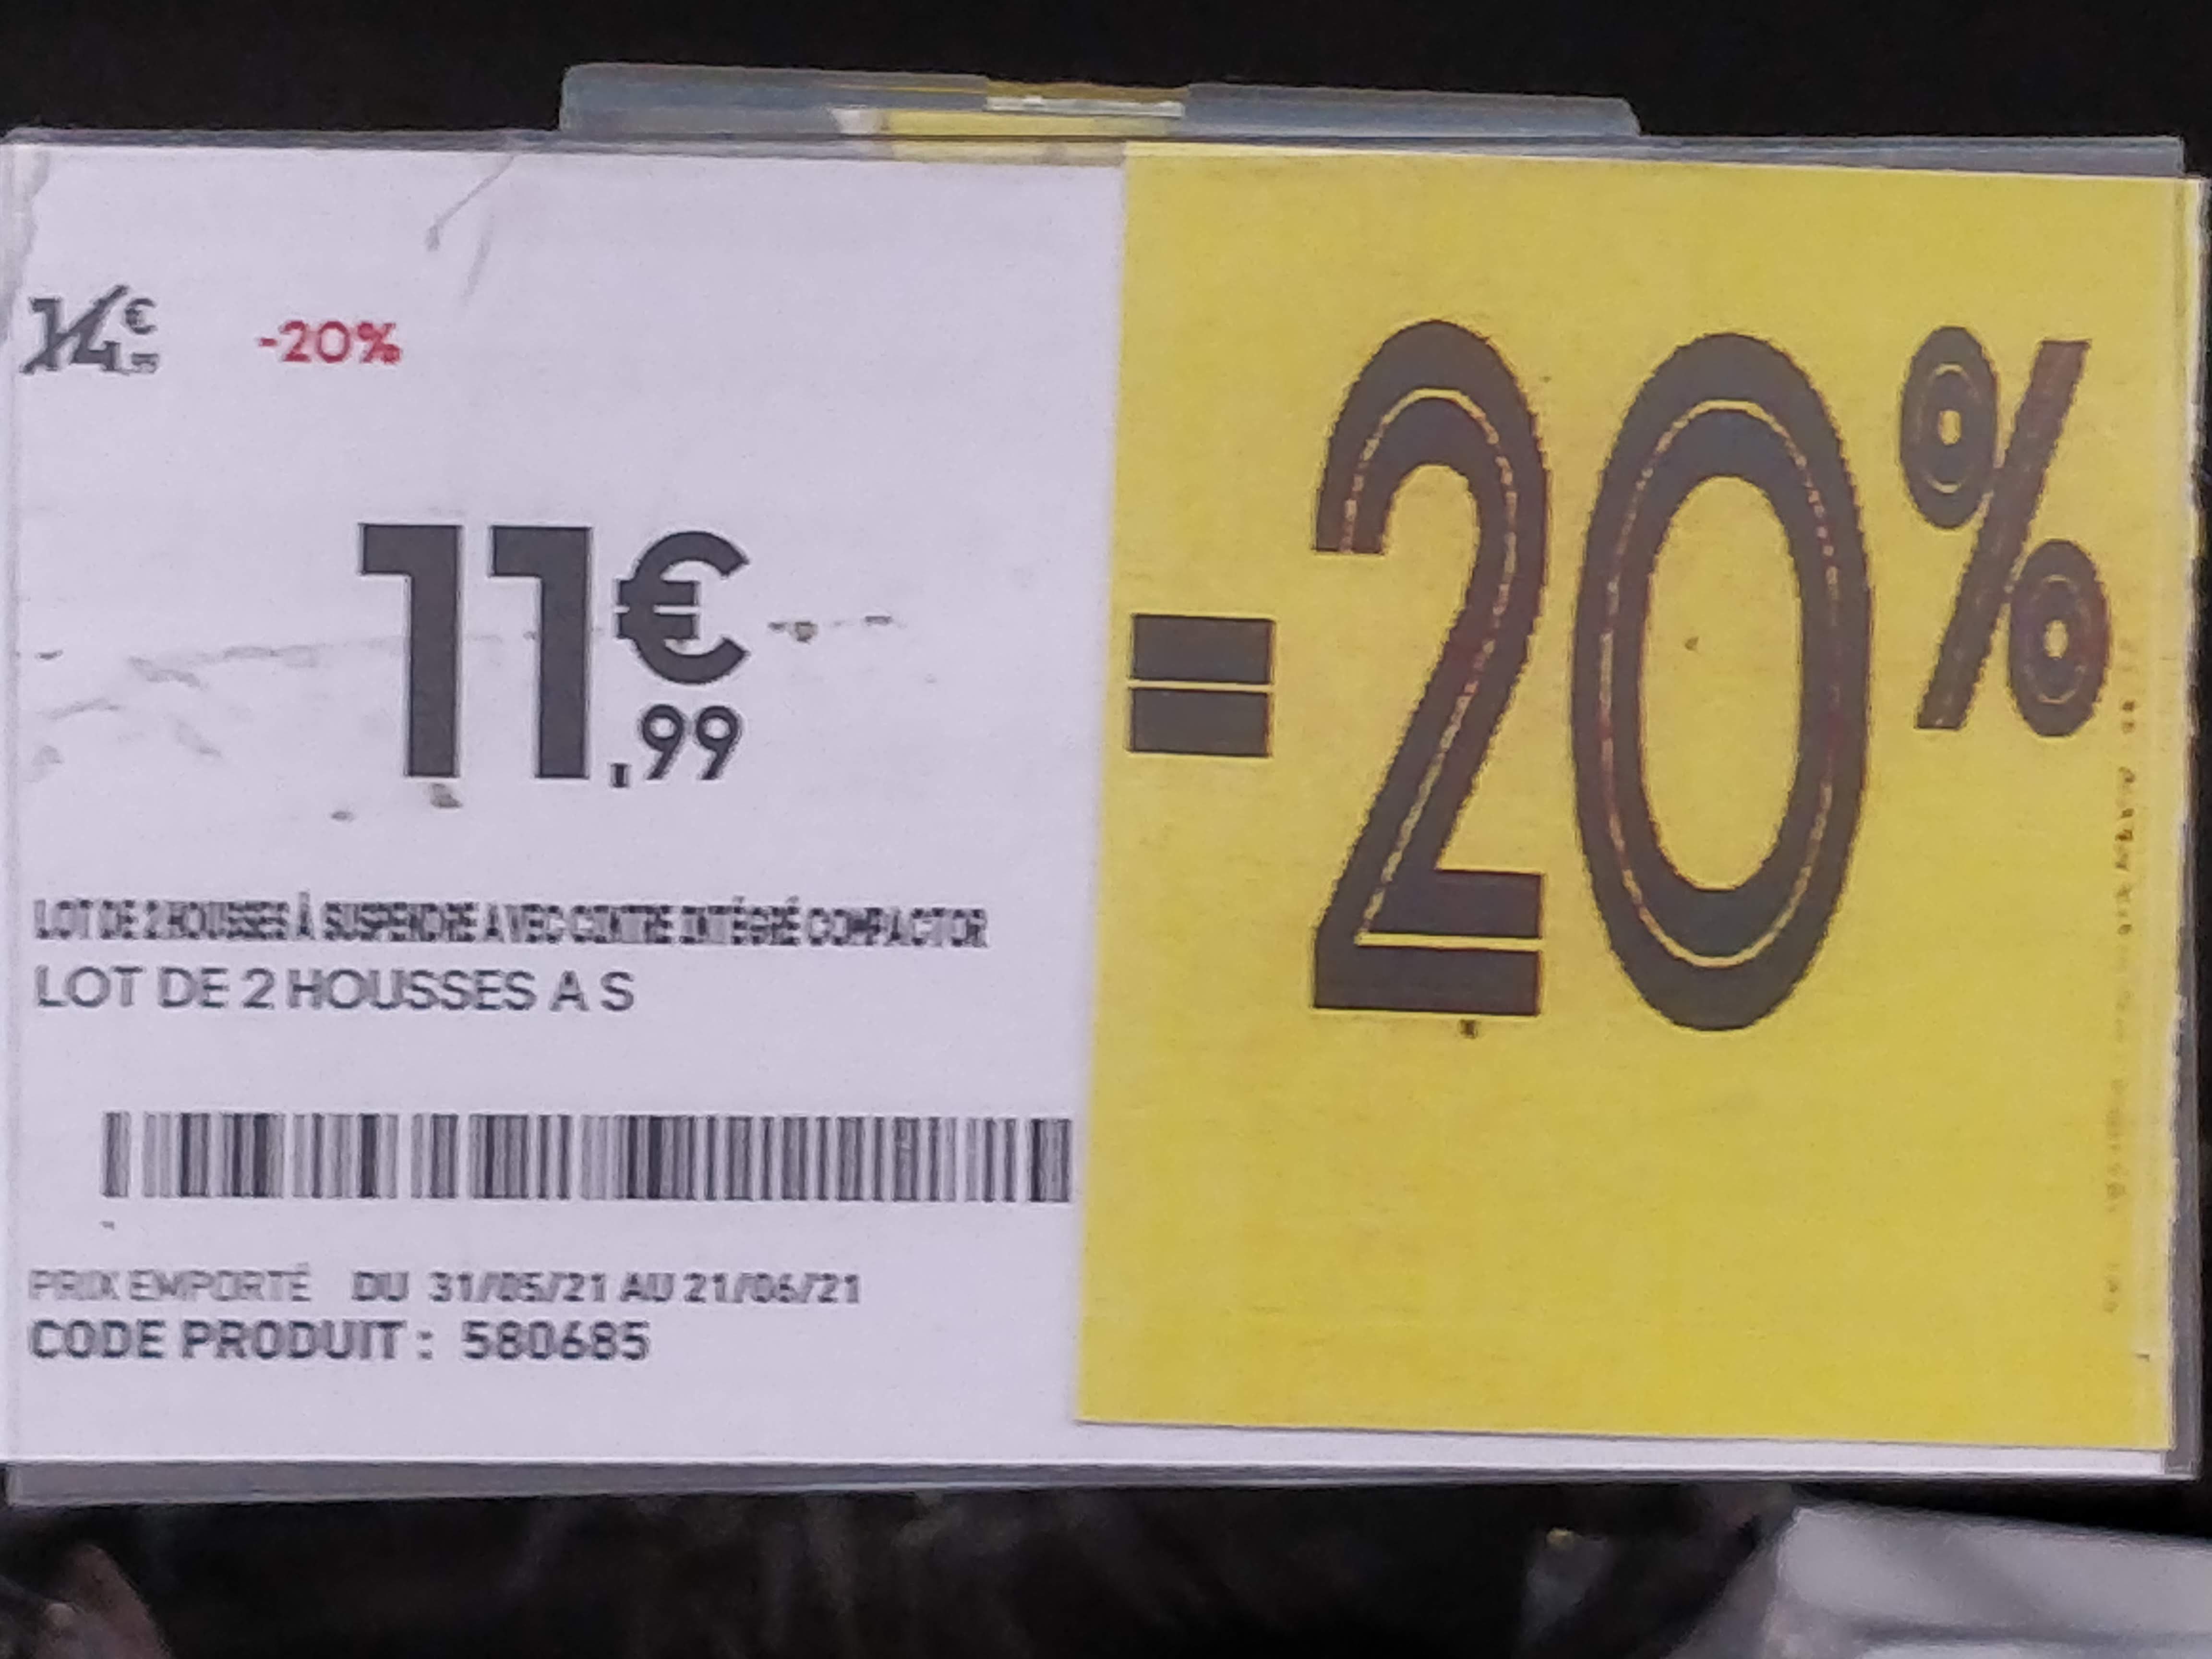 14€,99 -20%
11€,99
LOT DE 2 HOUSSES À SUSPENDRE AVEC CINTRE INTÉGRÉ COMPACTOR
LOT DE 2 HOUSSES A S
PRIX EMPORTÉ DU 31/05/21 AU 21/06/21
CODE PRODUIT : 580685
-20%